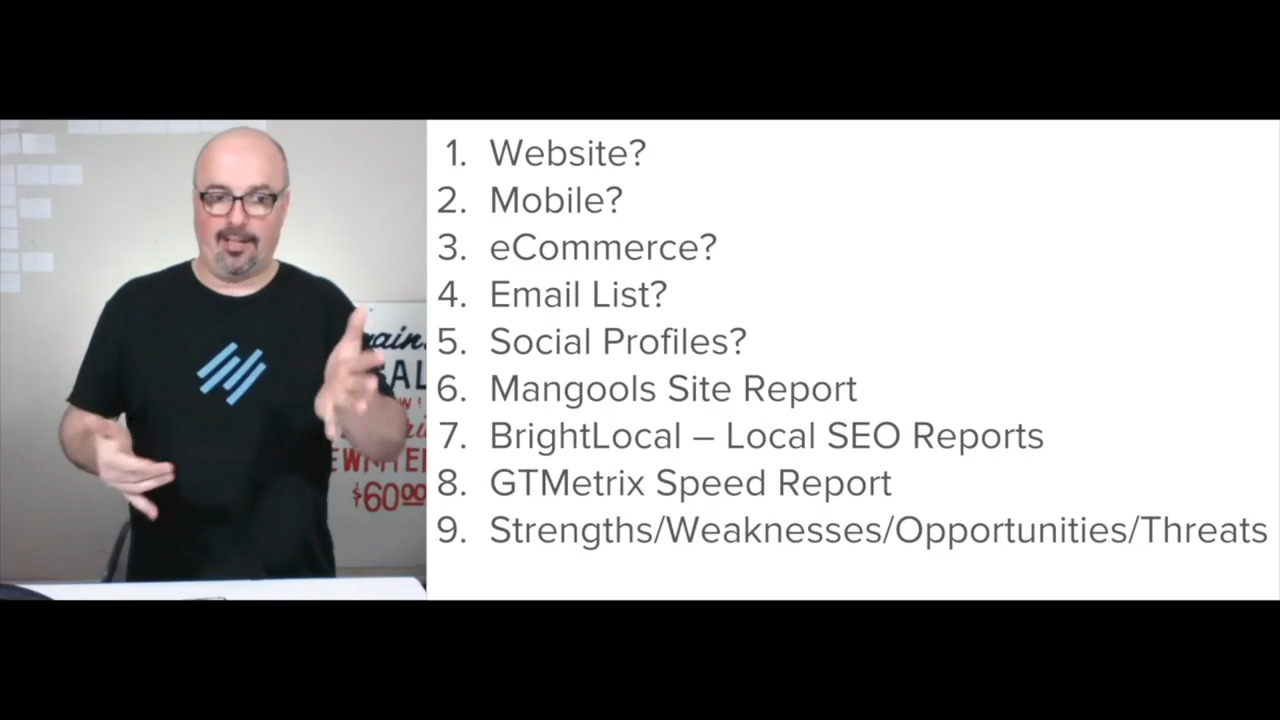 1. Website?
2. Mobile?
3. eCommerce?
4. Email List?
5. Social Profiles?
6. Mangools Site Report
7. BrightLocal – Local SEO Reports
8. GTMetrix Speed Report
9. Strengths/Weaknesses/Opportunities/Threats
$60.00